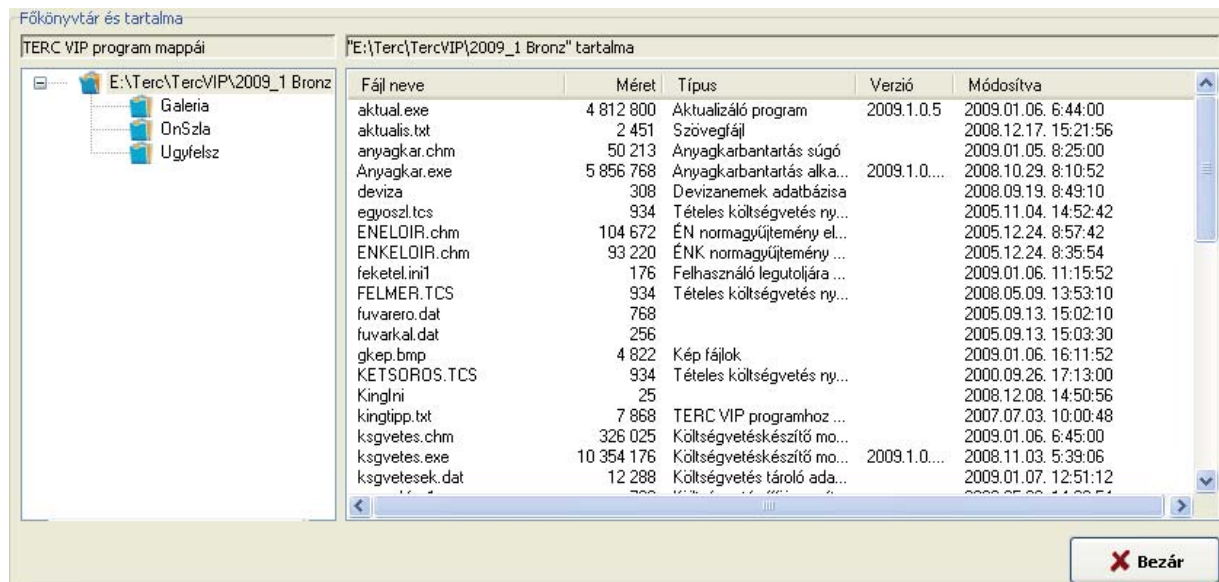 Főkönyvtár és tartalma
TERC VIP program mappái
"E:\Terc\TercVIP\2009_1 Bronz" tartalma
E:\Terc\TercVIP\2009_1 Bronz
Galeria
OnSzla
Ugyfelsz
Fájl neve Méret Típus Verzió Módosítva
aktual.exe 4 812 800 Aktualizáló program 2009.1.0.5 2009.01.06. 6:44:00
aktualis.txt 2 451 Szövegfájl 2008.12.17. 15:21:56
anyagkar.chm 50 213 Anyagkarbantartás súgó 2009.01.05. 8:25:00
Anyagkar.exe 5 856 768 Anyagkarbantartás alka... 2009.1.0.... 2008.10.29. 8:10:52
deviza 308 Devizanemek adatbázisa 2008.09.19. 8:49:10
egyoszl.tcs 934 Tételes költségvetés ny... 2005.11.04. 14:52:42
ENELOIR.chm 104 672 ÉN normagyűjtemény el... 2005.12.24. 8:57:42
ENKELOIR.chm 93 220 ÉNK normagyűjtemény ... 2005.12.24. 8:35:54
feketel.ini1 176 Felhasználó legutoljára ... 2009.01.06. 11:15:52
FELMER.TCS 934 Tételes költségvetés ny... 2008.05.09. 13:53:10
fuvarero.dat 768 2005.09.13. 15:02:10
fuvarkal.dat 256 2005.09.13. 15:03:30
gkep.bmp 4 822 Kép fájlok 2009.01.06. 16:11:52
KETSOROS.TCS 934 Tételes költségvetés ny... 2000.09.26. 17:13:00
KingIni 25 2008.12.08. 14:50:56
kingtipp.txt 7 868 TERC VIP programhoz ... 2007.07.03. 10:00:48
ksgvetes.chm 326 025 Költségvetéskészítő mo... 2009.01.06. 6:45:00
ksgvetes.exe 10 354 176 Költségvetéskészítő mo... 2009.1.0.... 2008.11.03. 5:39:06
ksgvetesek.dat 12 288 Költségvetés tároló ada... 2009.01.07. 12:51:12
Bezár